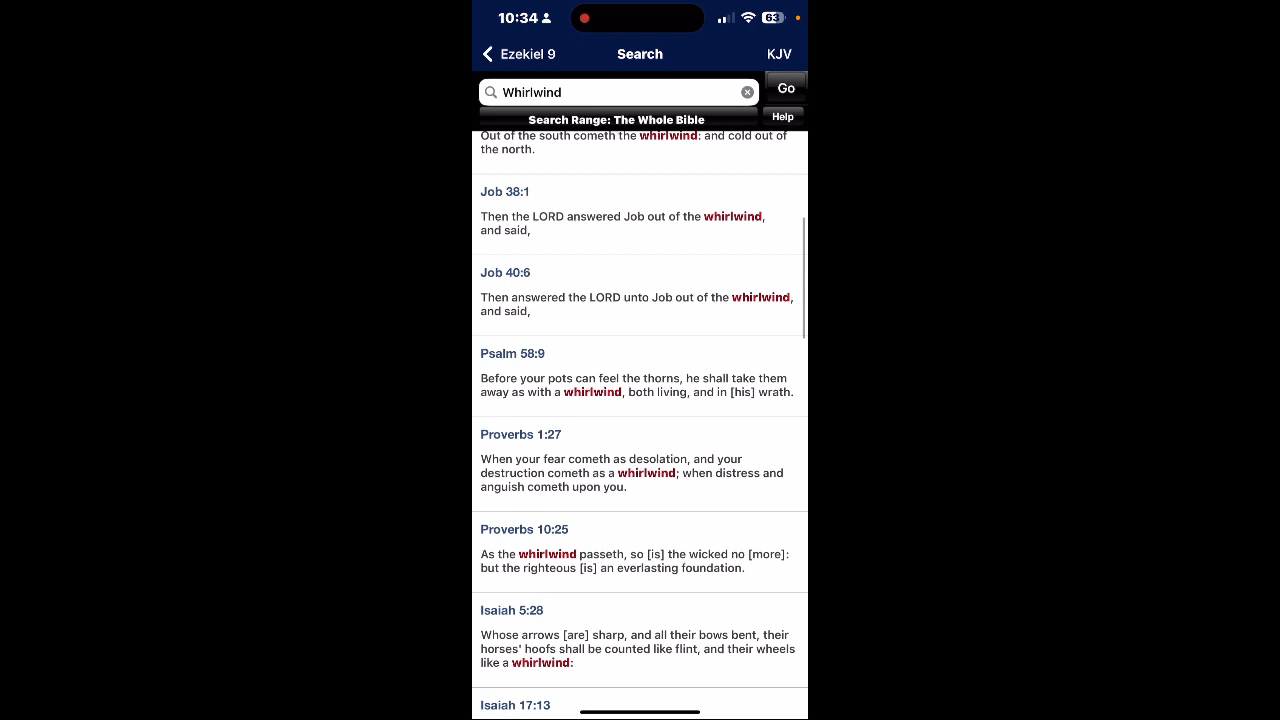 10:34
63
Ezekiel 9 Search KJV
Whirlwind Go
Search Range: The Whole Bible Help
Out of the south cometh the whirlwind: and cold out of
the north.
Job 38:1
Then the LORD answered Job out of the whirlwind,
and said,
Job 40:6
Then answered the LORD unto Job out of the whirlwind,
and said,
Psalm 58:9
Before your pots can feel the thorns, he shall take them
away as with a whirlwind, both living, and in [his] wrath.
Proverbs 1:27
When your fear cometh as desolation, and your
destruction cometh as a whirlwind; when distress and
anguish cometh upon you.
Proverbs 10:25
As the whirlwind passeth, so [is] the wicked no [more]:
but the righteous [is] an everlasting foundation.
Isaiah 5:28
Whose arrows [are] sharp, and all their bows bent, their
horses' hoofs shall be counted like flint, and their wheels
like a whirlwind:
Isaiah 17:13